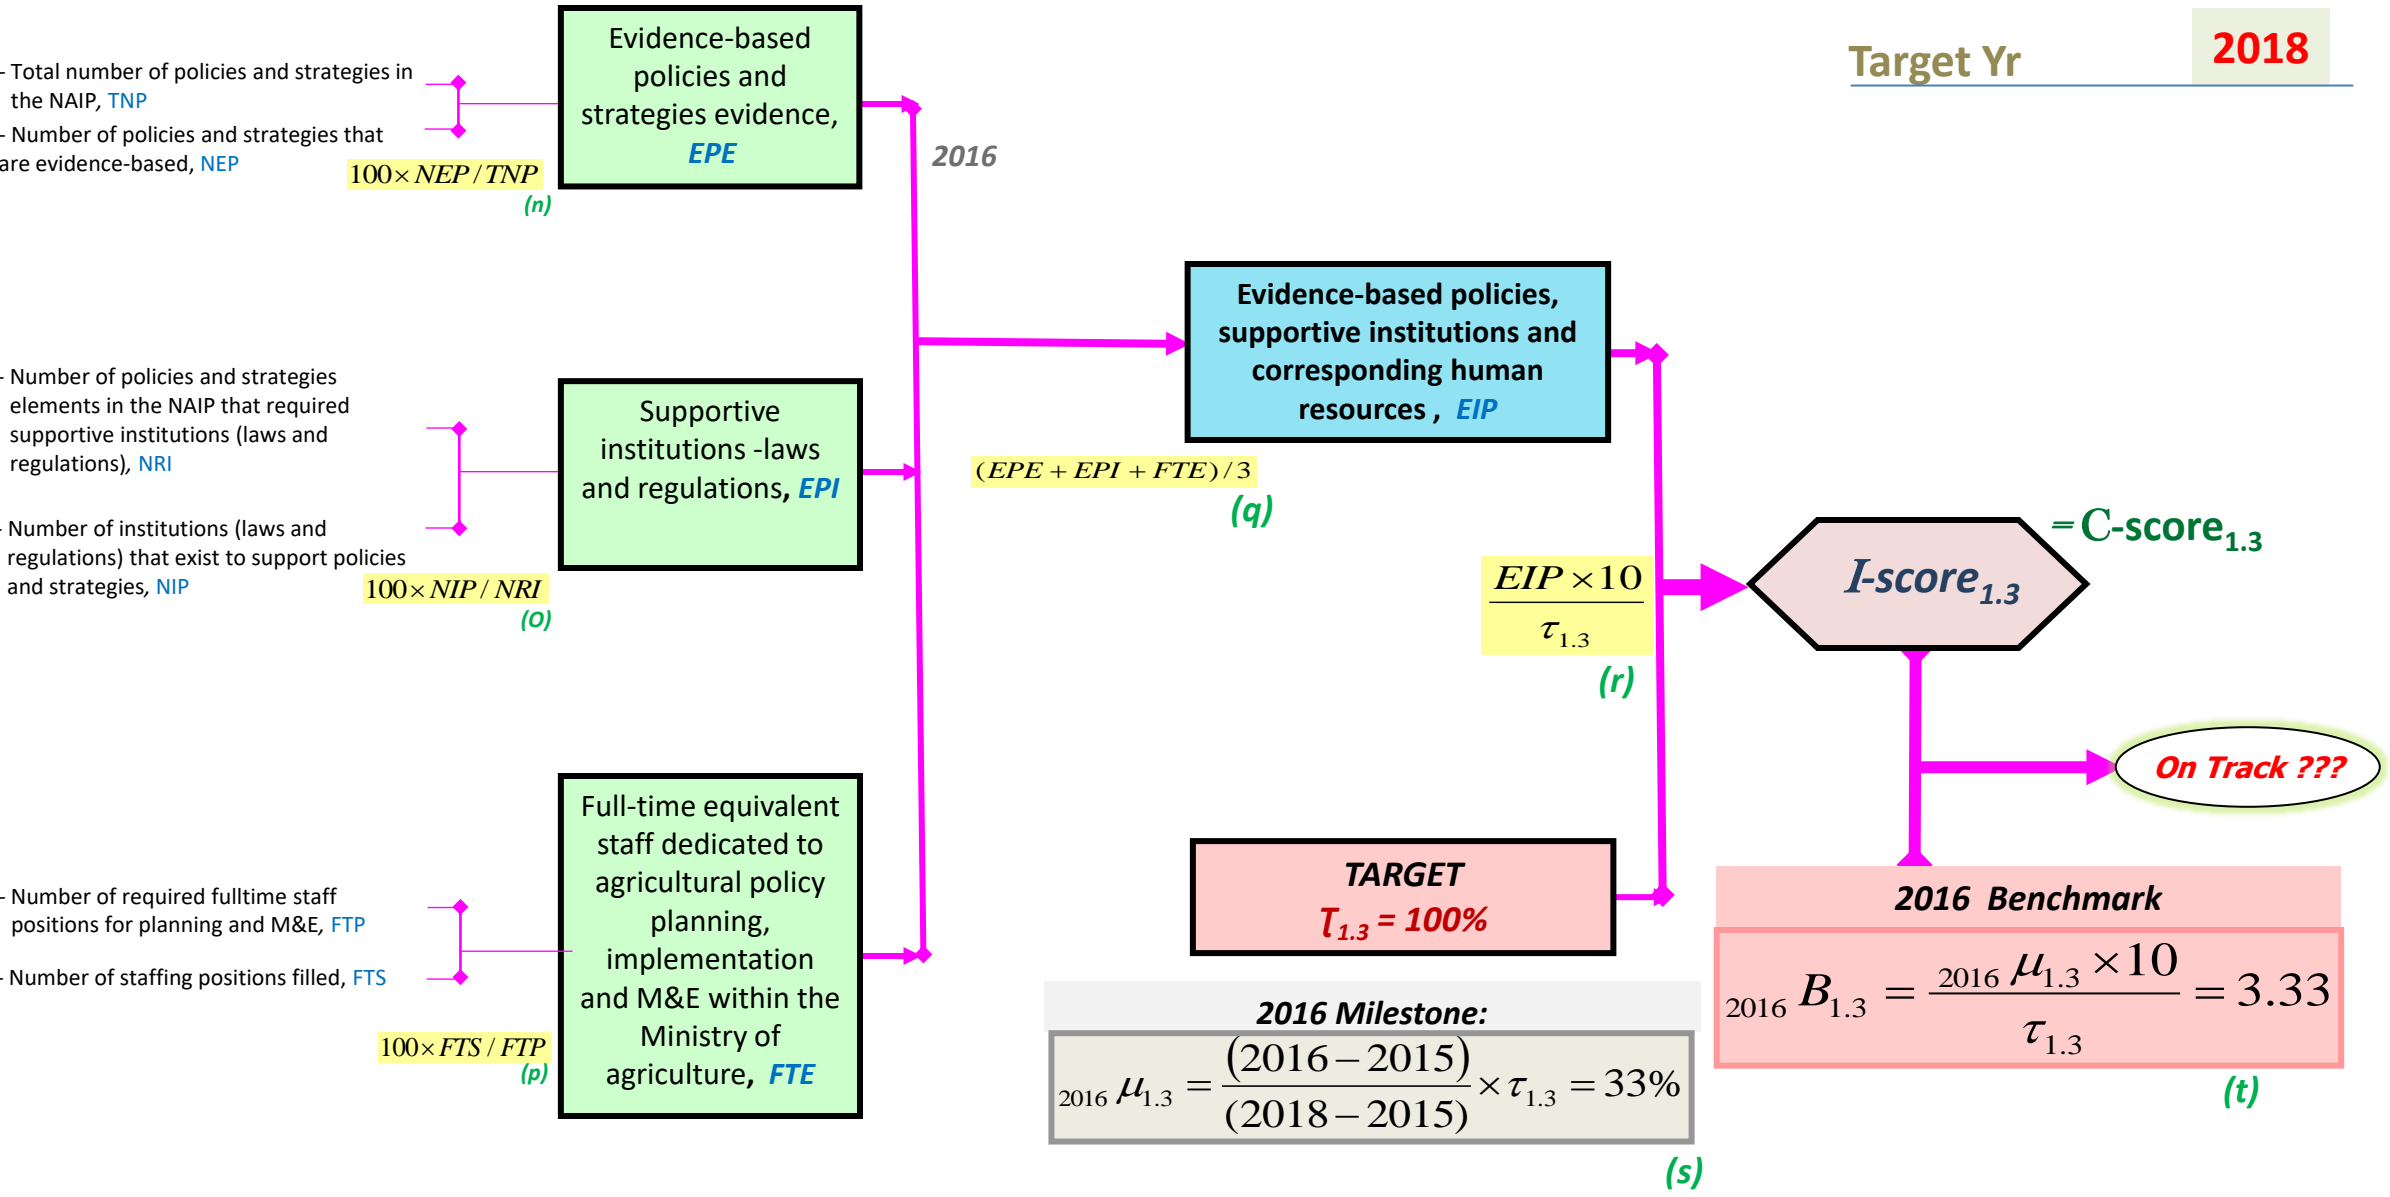 Target Yr
2018
- Total number of policies and strategies in
the NAIP, TNP
- Number of policies and strategies that
are evidence-based, NEP
100 × NEP / TNP
(n)
Evidence-based
policies and
strategies evidence,
EPE
2016
- Number of policies and strategies
elements in the NAIP that required
supportive institutions (laws and
regulations), NRI
- Number of institutions (laws and
regulations) that exist to support policies
and strategies, NIP
100 × NIP / NRI
(O)
Supportive
institutions -laws
and regulations, EPI
- Number of required fulltime staff
positions for planning and M&E, FTP
- Number of staffing positions filled, FTS
100 × FTS / FTP
(p)
Full-time equivalent
staff dedicated to
agricultural policy
planning,
implementation
and M&E within the
Ministry of
agriculture, FTE
Evidence-based policies,
supportive institutions and
corresponding human
resources , EIP
(EPE + EPI + FTE) / 3
(q)
EIP × 10
τ1.3
(r)
I-score1.3
= C-score1.3
On Track ???
TARGET
Ʈ1.3 = 100%
2016 Milestone:
2016 μ1.3 = (2016 – 2015) / (2018 – 2015) × τ1.3 = 33%
(s)
2016 Benchmark
2016 B1.3 = 2016 μ1.3 × 10 / τ1.3 = 3.33
(t)